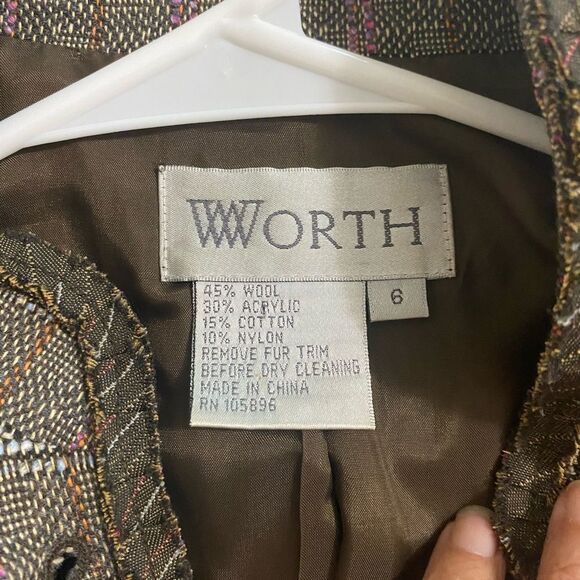 WORTH
6
45% WOOL
30% ACRYLIC
15% COTTON
10% NYLON
REMOVE FUR TRIM
BEFORE DRY CLEANING
MADE IN CHINA
RN 105896